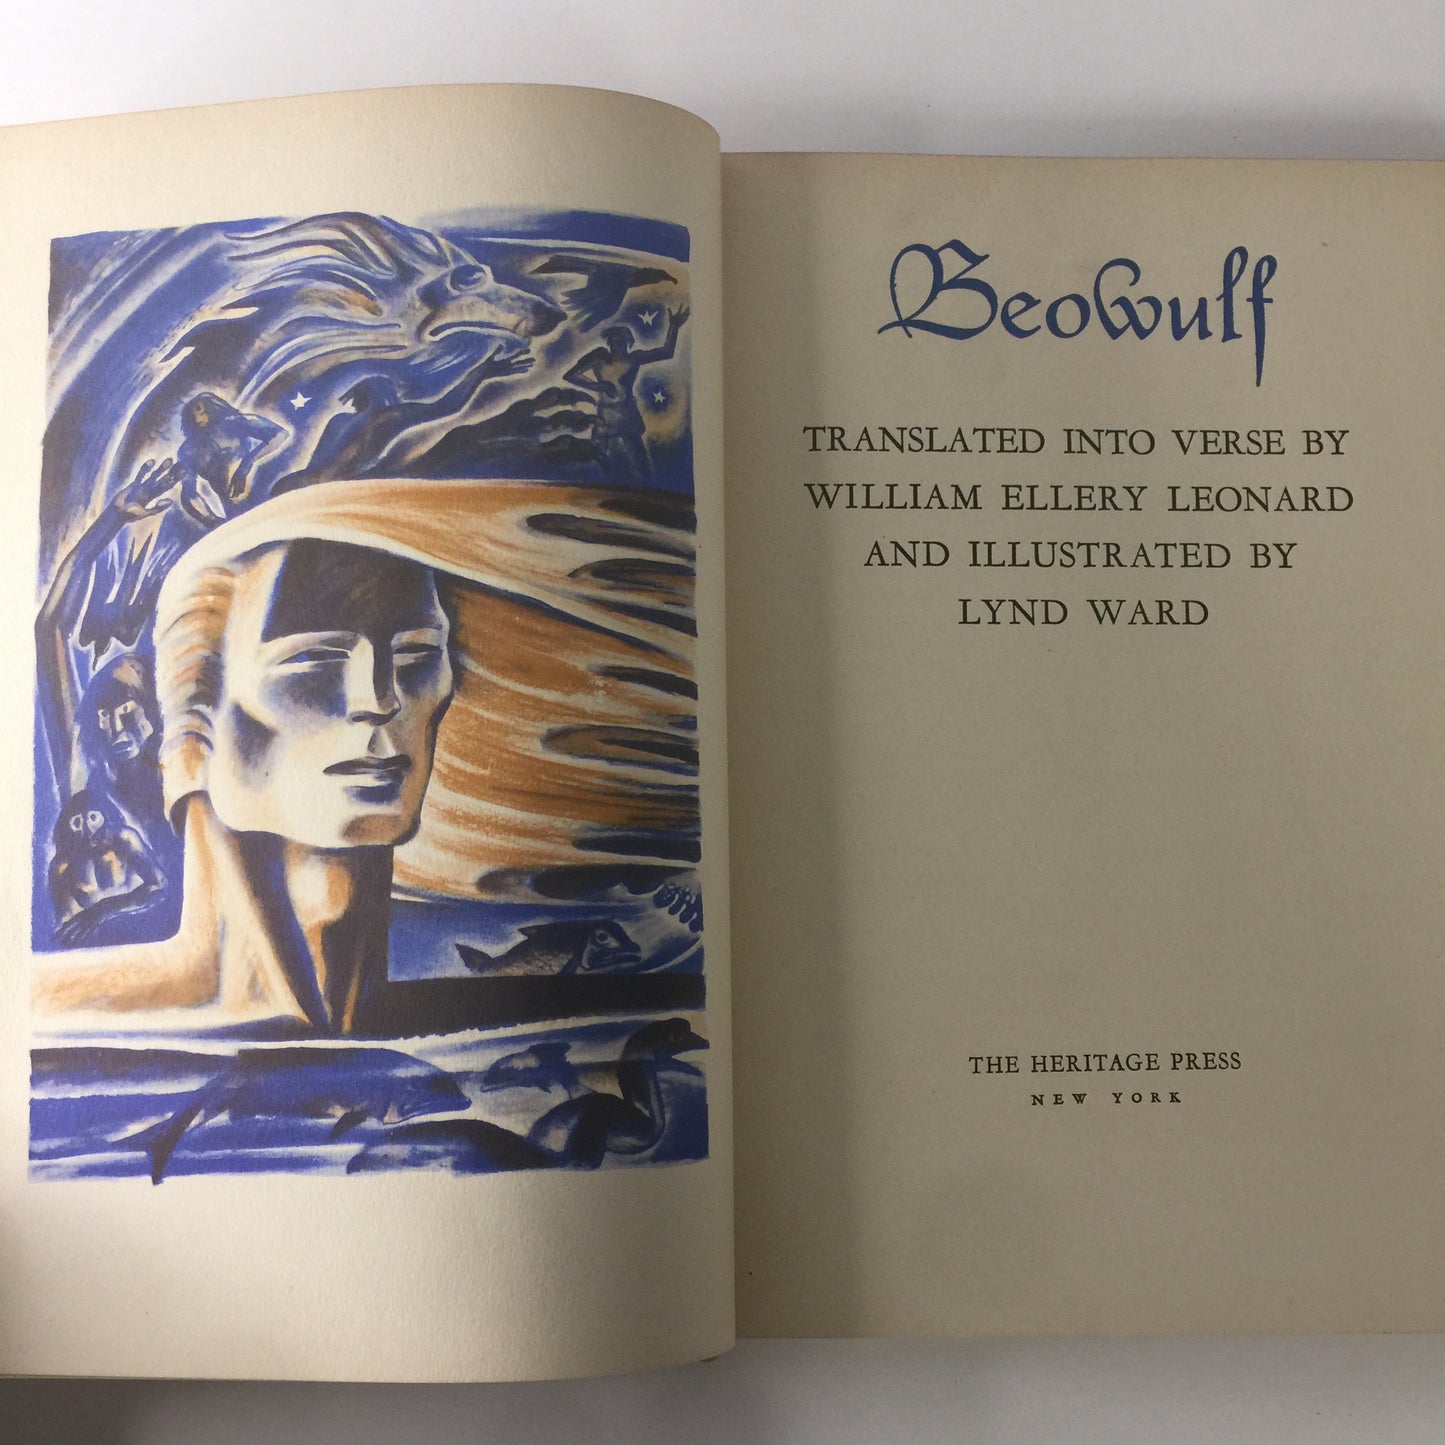 Beowulf
TRANSLATED INTO VERSE BY
WILLIAM ELLERY LEONARD
AND ILLUSTRATED BY
LYND WARD
THE HERITAGE PRESS
NEW YORK